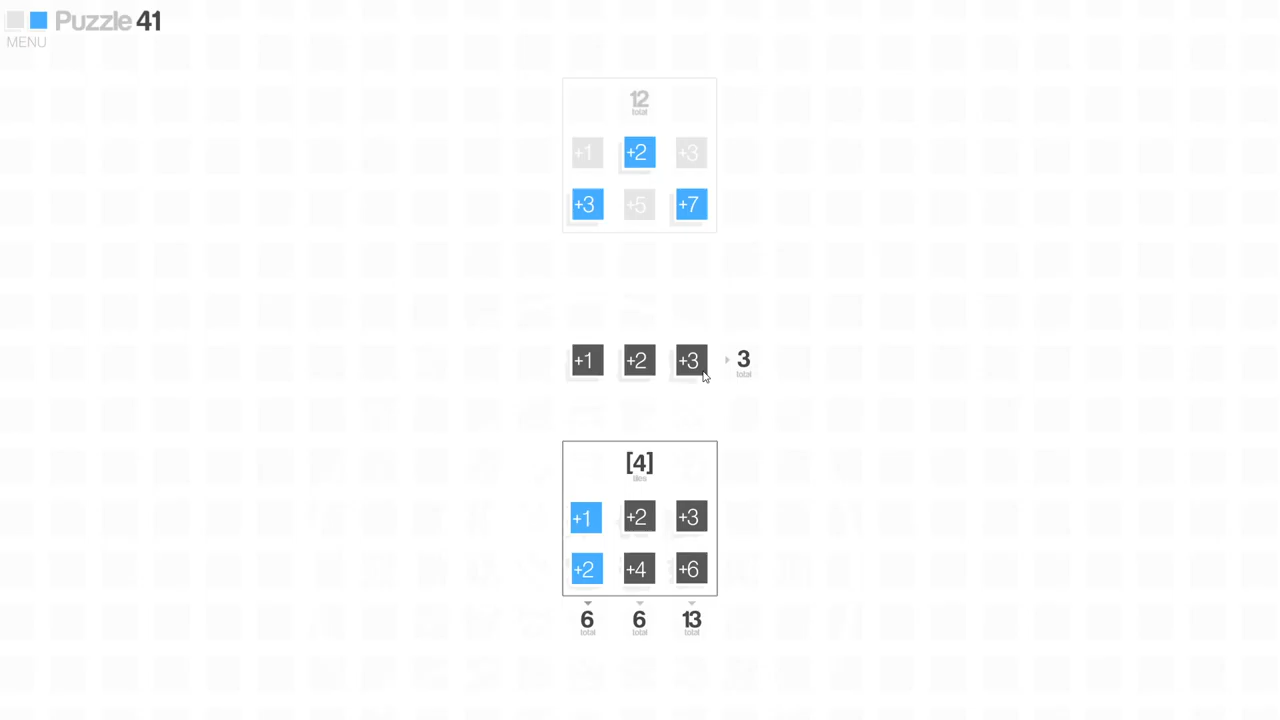 Puzzle 41
MENU
12
total
+1 +2 +3
+3 +5 +7
+1 +2 +3 3
total
[4]
tiles
+1 +2 +3
+2 +4 +6
6 6 13
total total total